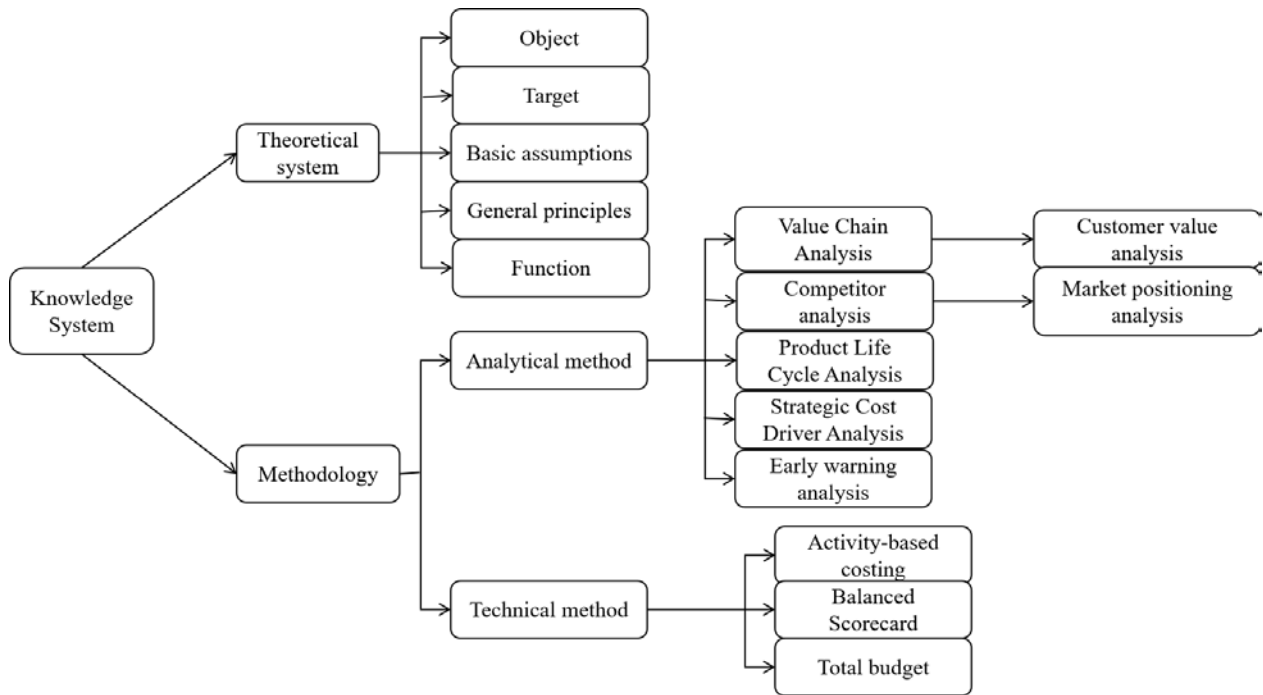 Object
Target
Theoretical
system
Basic assumptions
General principles
Function
Knowledge
System
Value Chain
Analysis
Customer value
analysis
Competitor
analysis
Market positioning
analysis
Analytical method
Product Life
Cycle Analysis
Strategic Cost
Driver Analysis
Methodology
Early warning
analysis
Activity-based
costing
Technical method
Balanced
Scorecard
Total budget